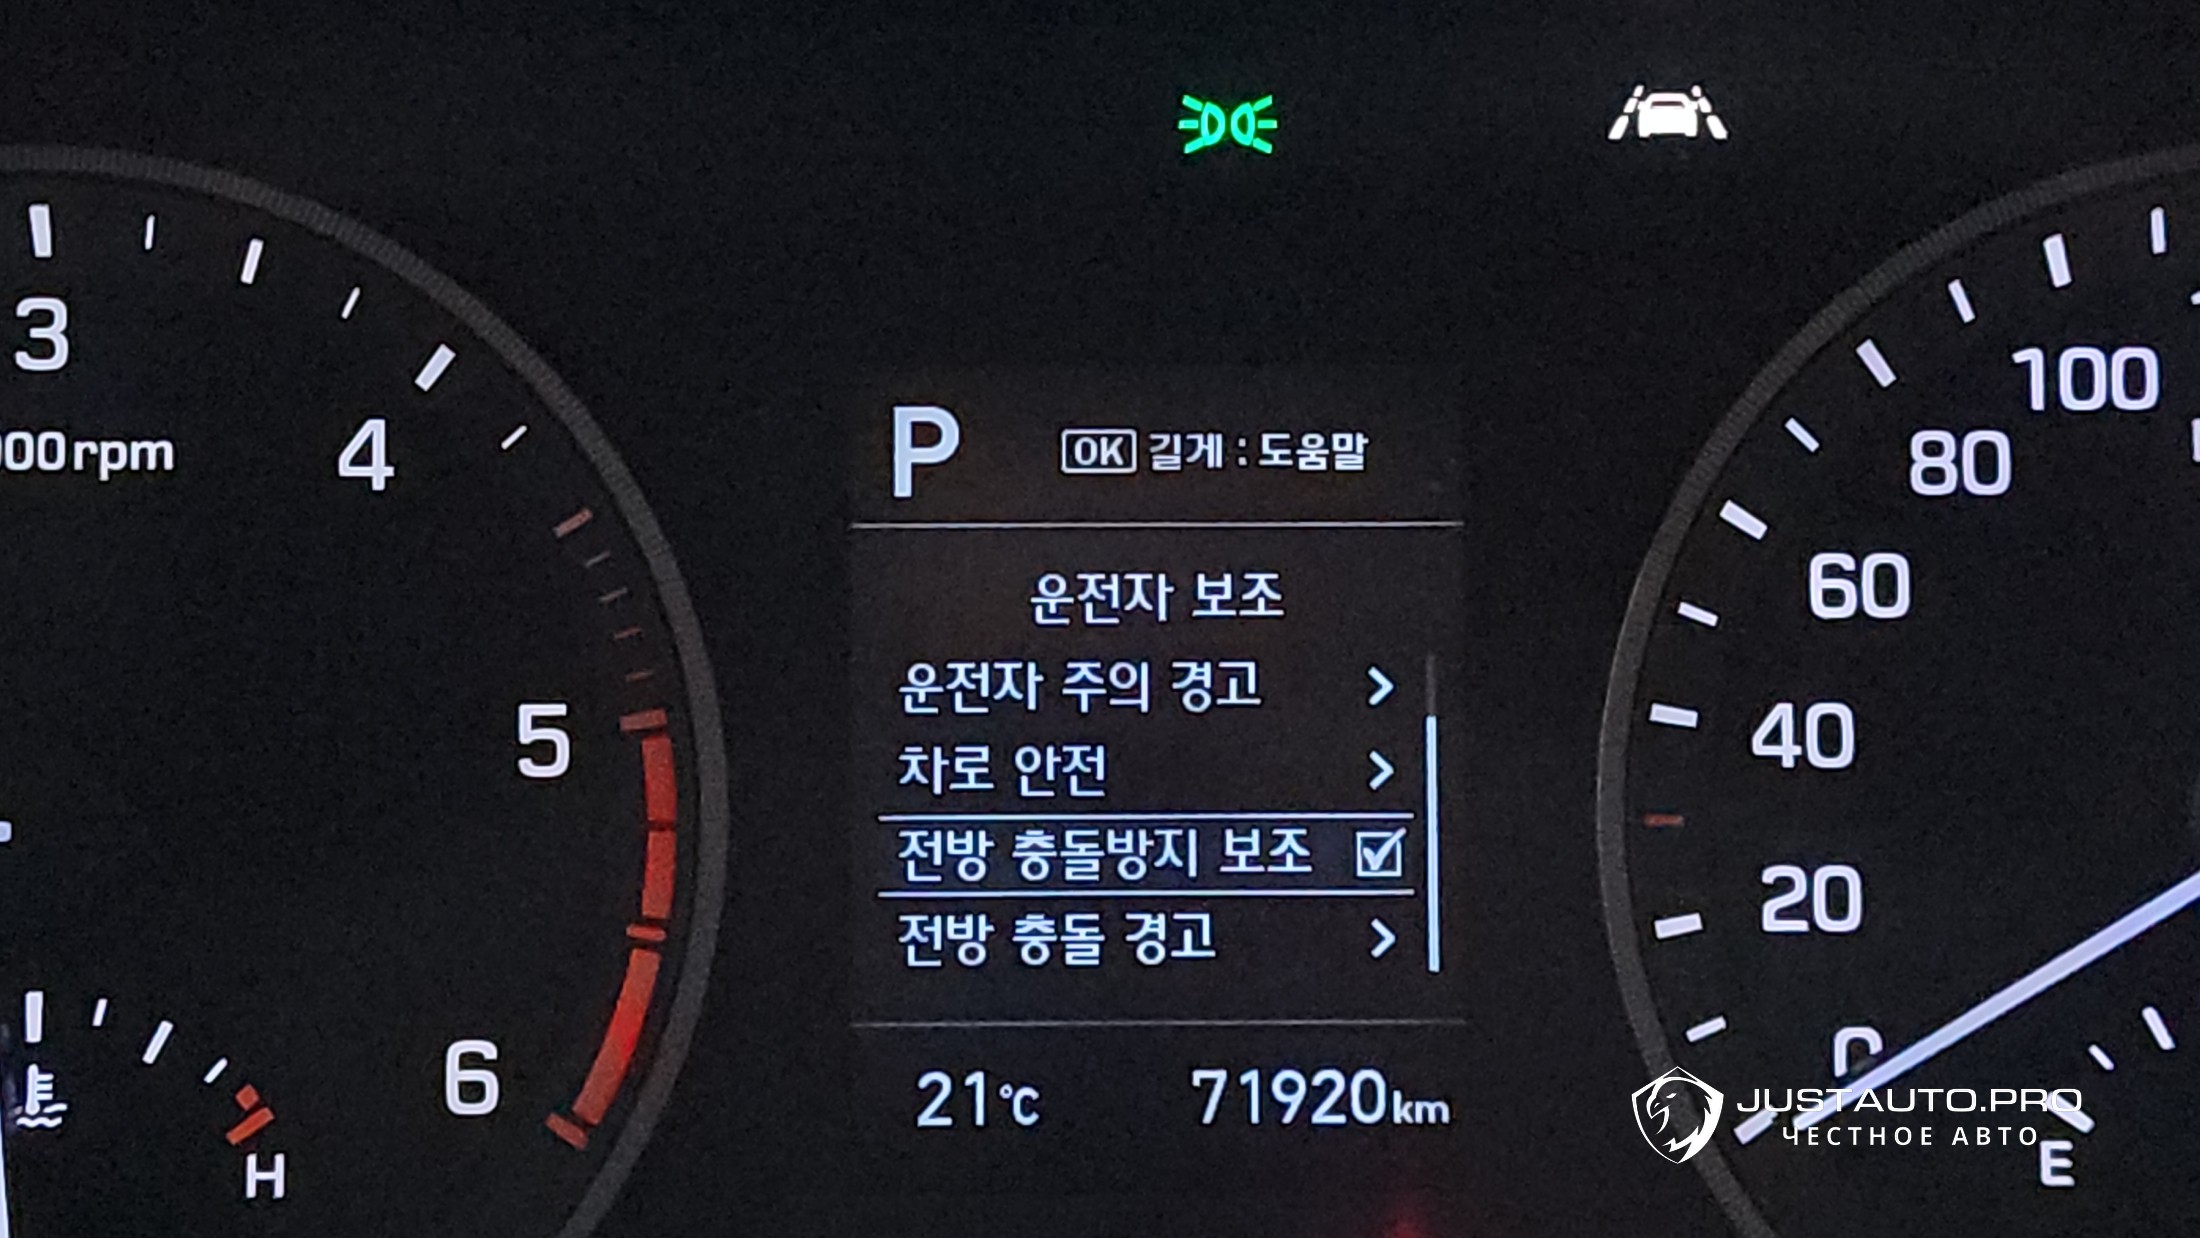 3
4
000rpm
5
6
H
P
OK 길게 : 도움말
운전자 보조
운전자 주의 경고 >
차로 안전 >
전방 충돌방지 보조
전방 충돌 경고 >
21℃ 71920km
100
80
60
40
20
0
E
JUSTAUTO.PRO
ЧЕСТНОЕ АВТО